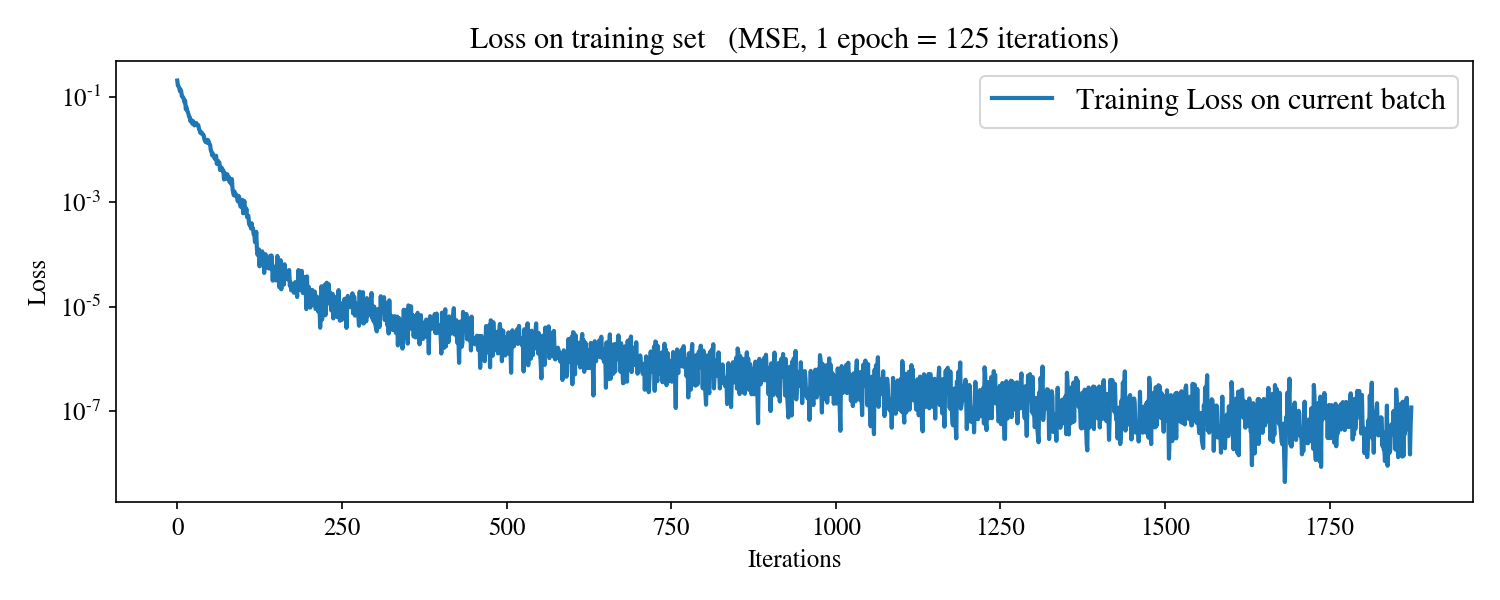 Loss on training set (MSE, 1 epoch = 125 iterations)
Training Loss on current batch
Loss
10⁻¹
10⁻³
10⁻⁵
10⁻⁷
0 250 500 750 1000 1250 1500 1750
Iterations